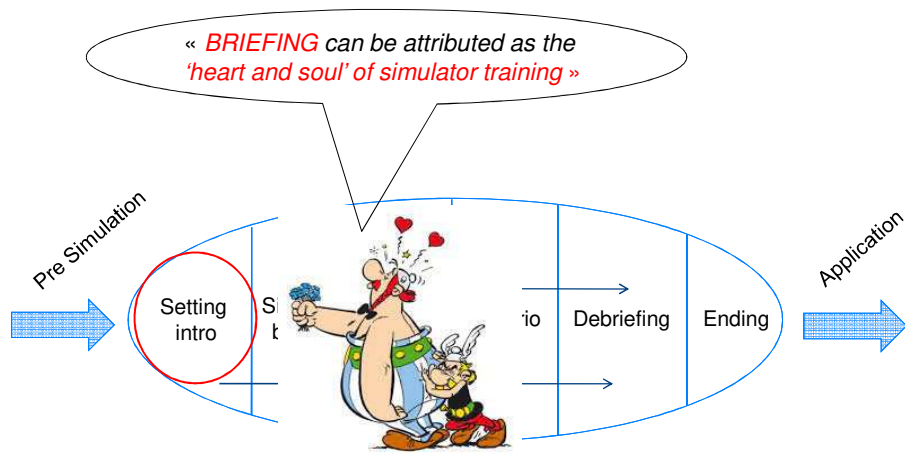 « BRIEFING can be attributed as the
‘heart and soul’ of simulator training »
Pre Simulation
Application
Setting
intro
Debriefing
Ending